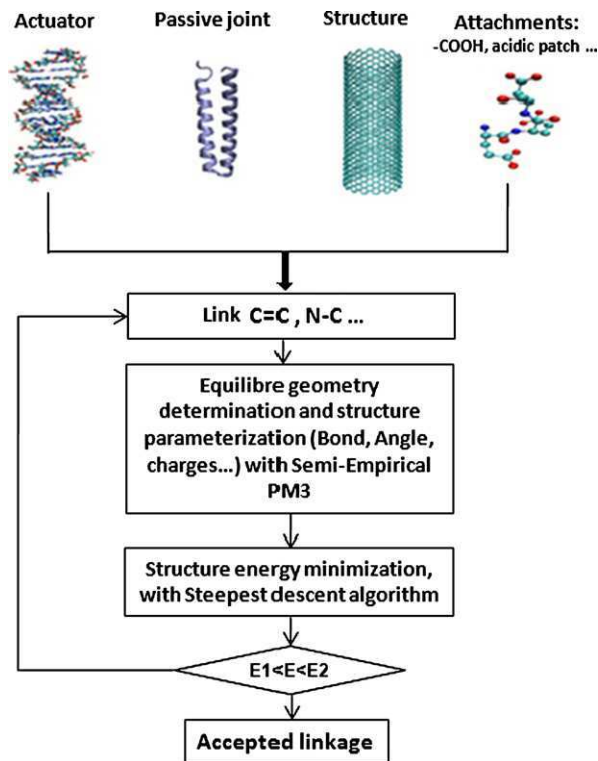 Actuator
Passive joint
Structure
Attachments:
-COOH, acidic patch ...
Link C=C , N-C ...
Equilibre geometry
determination and structure
parameterization (Bond, Angle,
charges...) with Semi-Empirical
PM3
Structure energy minimization,
with Steepest descent algorithm
E1<E<E2
Accepted linkage